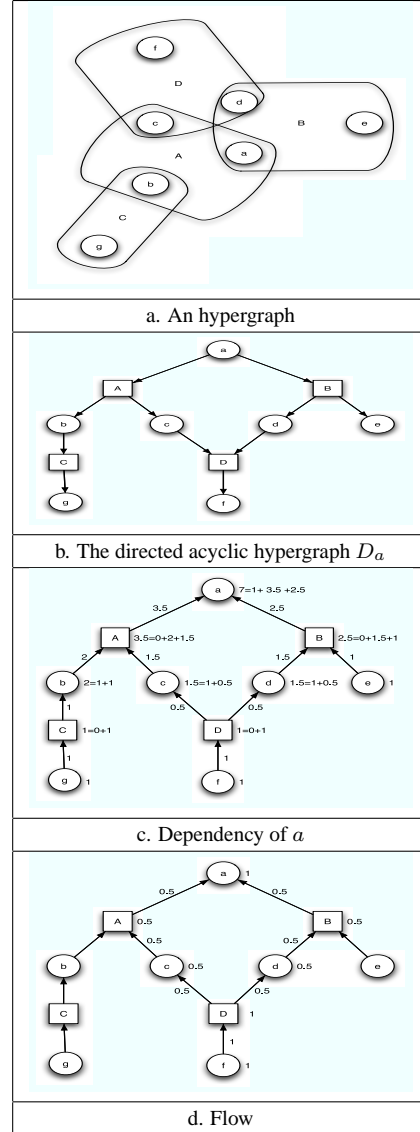 f
D
d
B
e
c
A
a
b
C
g
a. An hypergraph
a
A
B
b
c
d
e
C
D
g
f
b. The directed acyclic hypergraph Da
a 7=1+ 3.5 +2.5
3.5 2.5
A 3.5=0+2+1.5 B 2.5=0+1.5+1
2 1.5 1.5 1
b 2=1+1 c 1.5=1+0.5 d 1.5=1+0.5 e 1
1 0.5 0.5
C 1=0+1 D 1=0+1
1 1
g 1 f 1
c. Dependency of a
a 1
0.5 0.5
A 0.5 B 0.5
0.5 0.5
b c 0.5 d 0.5 e
0.5 0.5
C D 1
1
g f 1
d. Flow